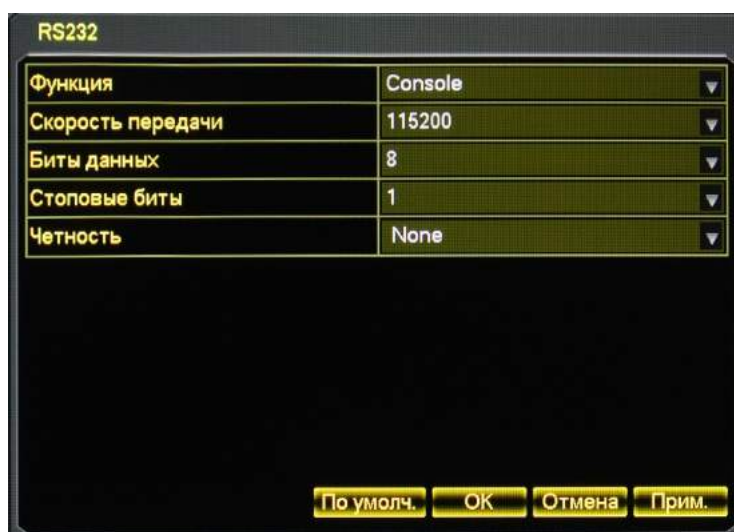 RS232
Функция Console
Скорость передачи 115200
Биты данных 8
Стоповые биты 1
Четность None
По умолч. OK Отмена Прим.